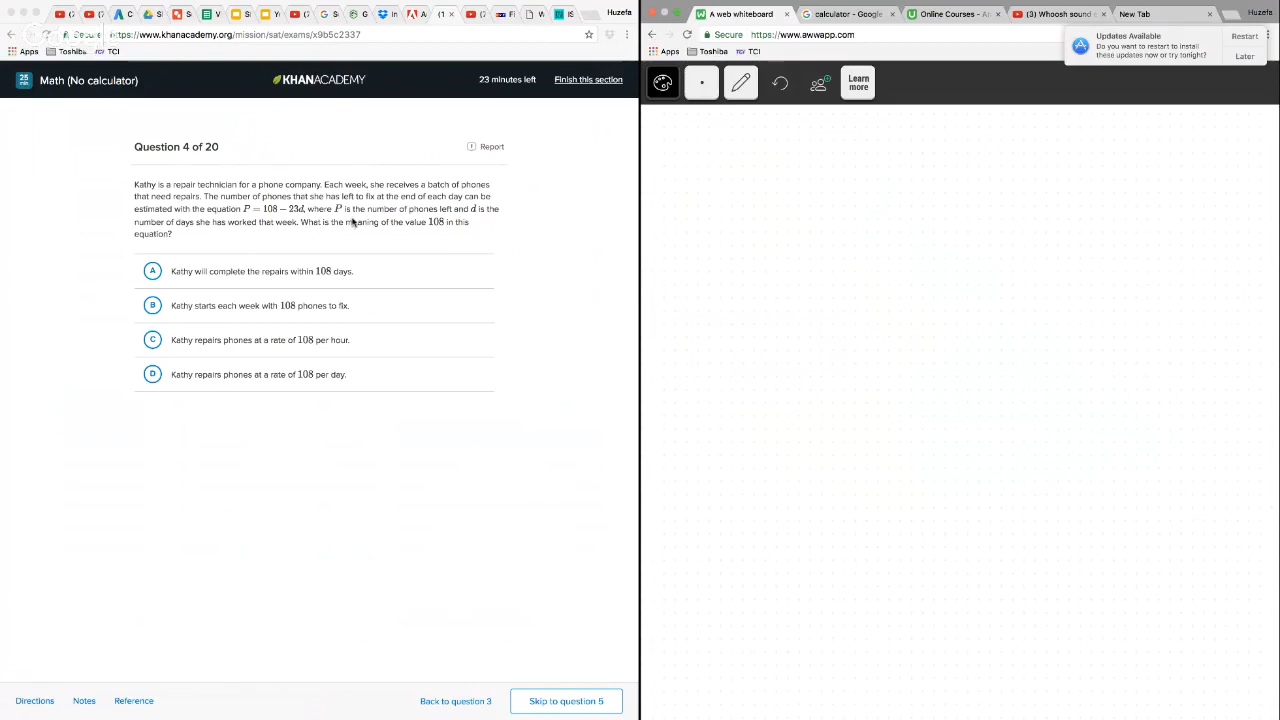 Huzefa
Secure https://www.khanacademy.org/mission/sat/exams/x9b5c2337
Apps Toshiba TCI
25 min Math (No calculator) KHANACADEMY 23 minutes left Finish this section
Question 4 of 20 Report
Kathy is a repair technician for a phone company. Each week, she receives a batch of phones
that need repairs. The number of phones that she has left to fix at the end of each day can be
estimated with the equation P = 108 − 23d, where P is the number of phones left and d is the
number of days she has worked that week. What is the meaning of the value 108 in this
equation?
A Kathy will complete the repairs within 108 days.
B Kathy starts each week with 108 phones to fix.
C Kathy repairs phones at a rate of 108 per hour.
D Kathy repairs phones at a rate of 108 per day.
Directions Notes Reference Back to question 3 Skip to question 5
A web whiteboard calculator - Google Online Courses - An (3) Whoosh sound e New Tab Huzefa
Secure https://www.awwapp.com
Apps Toshiba TCI TCI
Updates Available
Do you want to restart to install
these updates now or try tonight?
Restart
Later
Learn
more